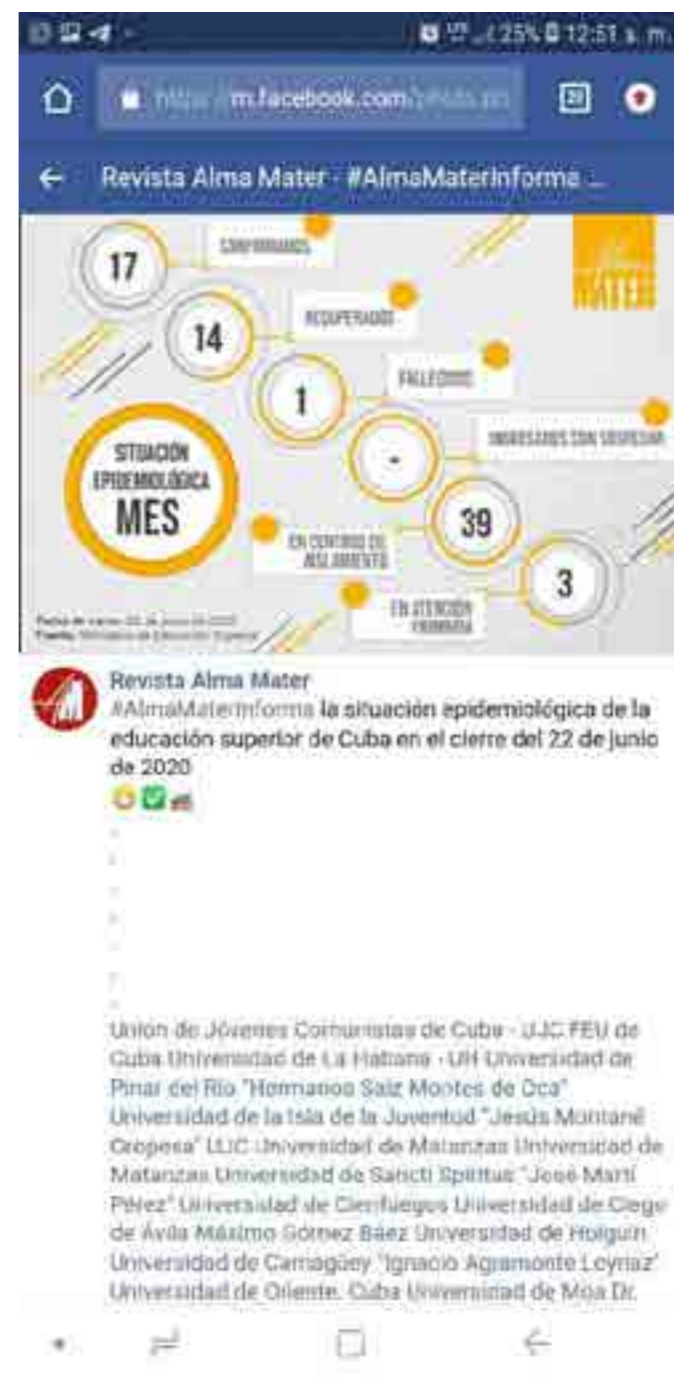 25% 12:51 a. m.
m.facebook.com
Revista Alma Mater - #AlmaMaterInforma ...
17
CONFIRMADOS
MATER
14
RECUPERADOS
1
FALLECIDOS
-
INGRESADOS CON SOSPECHA
SITUACIÓN
EPIDEMIOLÓGICA
MES
39
EN CENTROS DE
AISLAMIENTO
3
EN ATENCIÓN
PRIMARIA
Revista Alma Mater
#AlmaMaterInforma la situación epidemiológica de la
educación superior de Cuba en el cierre del 22 de junio
de 2020
Unión de Jóvenes Comunistas de Cuba - UJC FEU de
Cuba Universidad de La Habana - UH Universidad de
Pinar del Río "Hermanos Saíz Montes de Oca"
Universidad de la Isla de la Juventud "Jesús Montané
Oropesa" UIJC Universidad de Matanzas Universidad de
Matanzas Universidad de Sancti Spíritus "José Martí
Pérez" Universidad de Cienfuegos Universidad de Ciego
de Ávila Máximo Gómez Báez Universidad de Holguín
Universidad de Camagüey "Ignacio Agramonte Loynaz"
Universidad de Oriente, Cuba Universidad de Moa Dr.